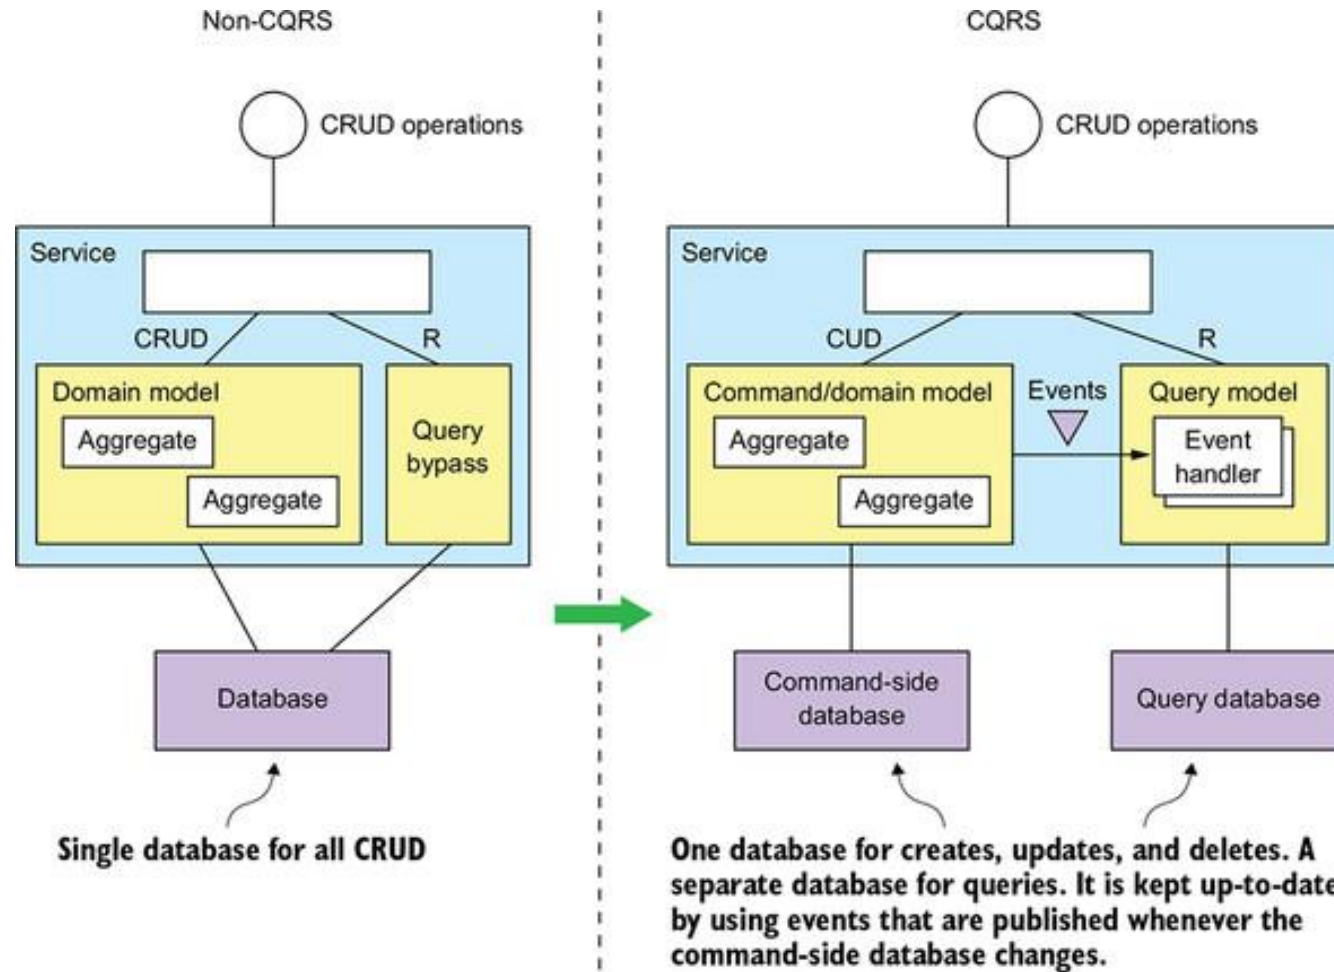 Non-CQRS
CRUD operations
Service
CRUD
R
Domain model
Aggregate
Aggregate
Query
bypass
Database
Single database for all CRUD
CQRS
CRUD operations
Service
CUD
R
Command/domain model
Aggregate
Aggregate
Events
Query model
Event
handler
Command-side
database
Query database
One database for creates, updates, and deletes. A
separate database for queries. It is kept up-to-date
by using events that are published whenever the
command-side database changes.